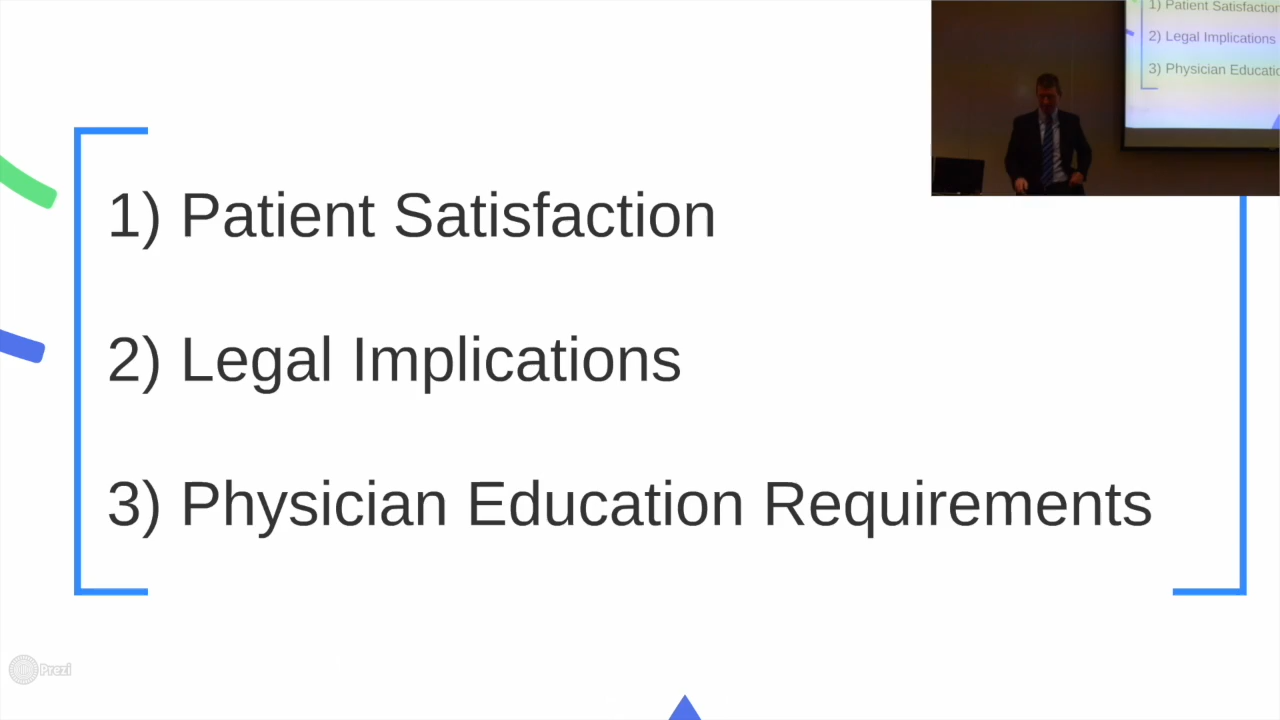 1) Patient Satisfaction
2) Legal Implications
3) Physician Education Requirements
1) Patient Satisfaction
2) Legal Implications
3) Physician Educatio
Prezi